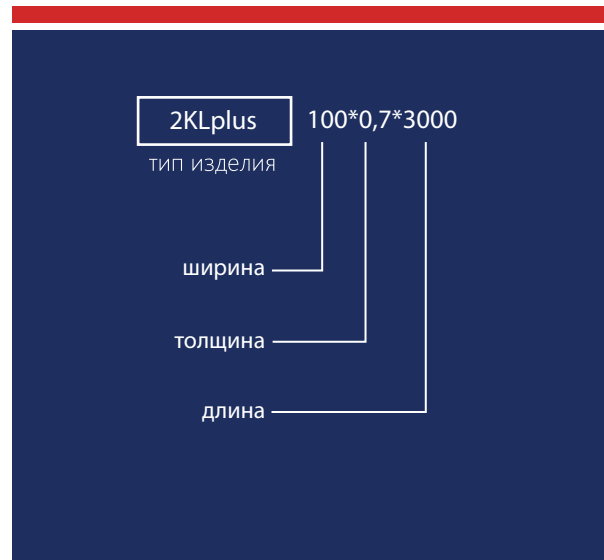 2KLplus 100*0,7*3000
тип изделия
ширина
толщина
длина